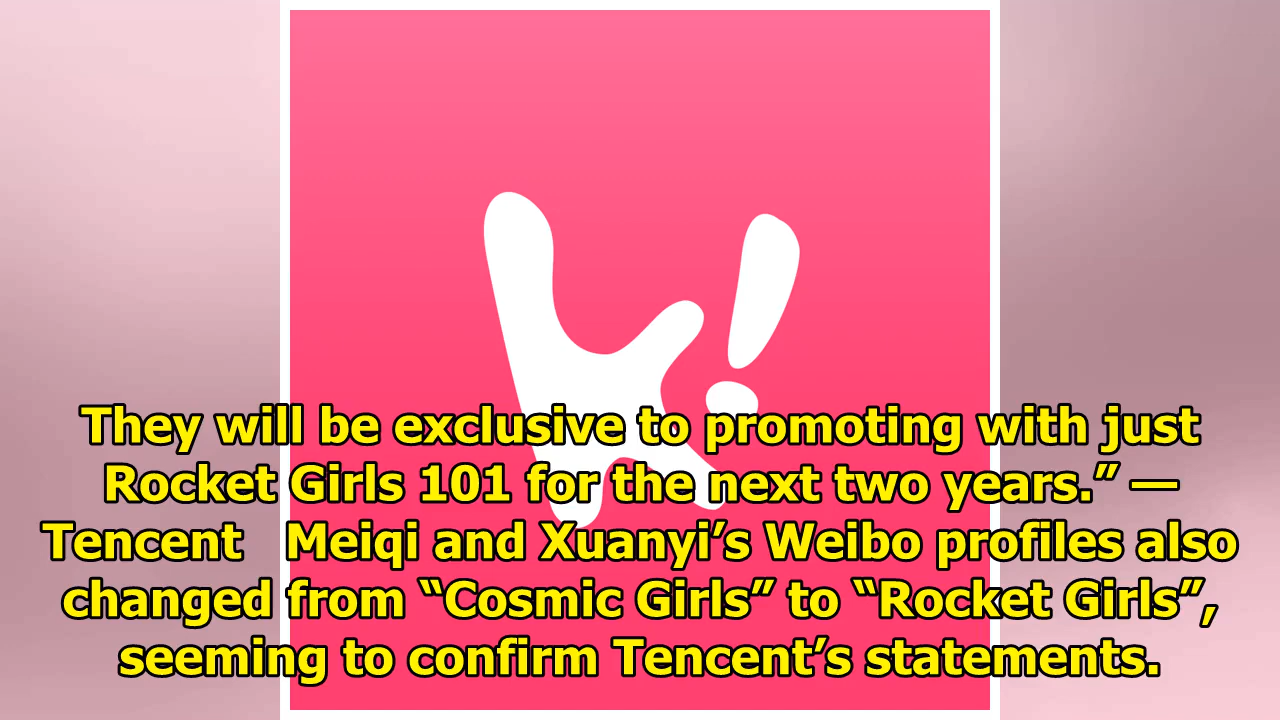 k!
They will be exclusive to promoting with just
Rocket Girls 101 for the next two years.” —
Tencent   Meiqi and Xuanyi’s Weibo profiles also
changed from “Cosmic Girls” to “Rocket Girls”,
seeming to confirm Tencent’s statements.